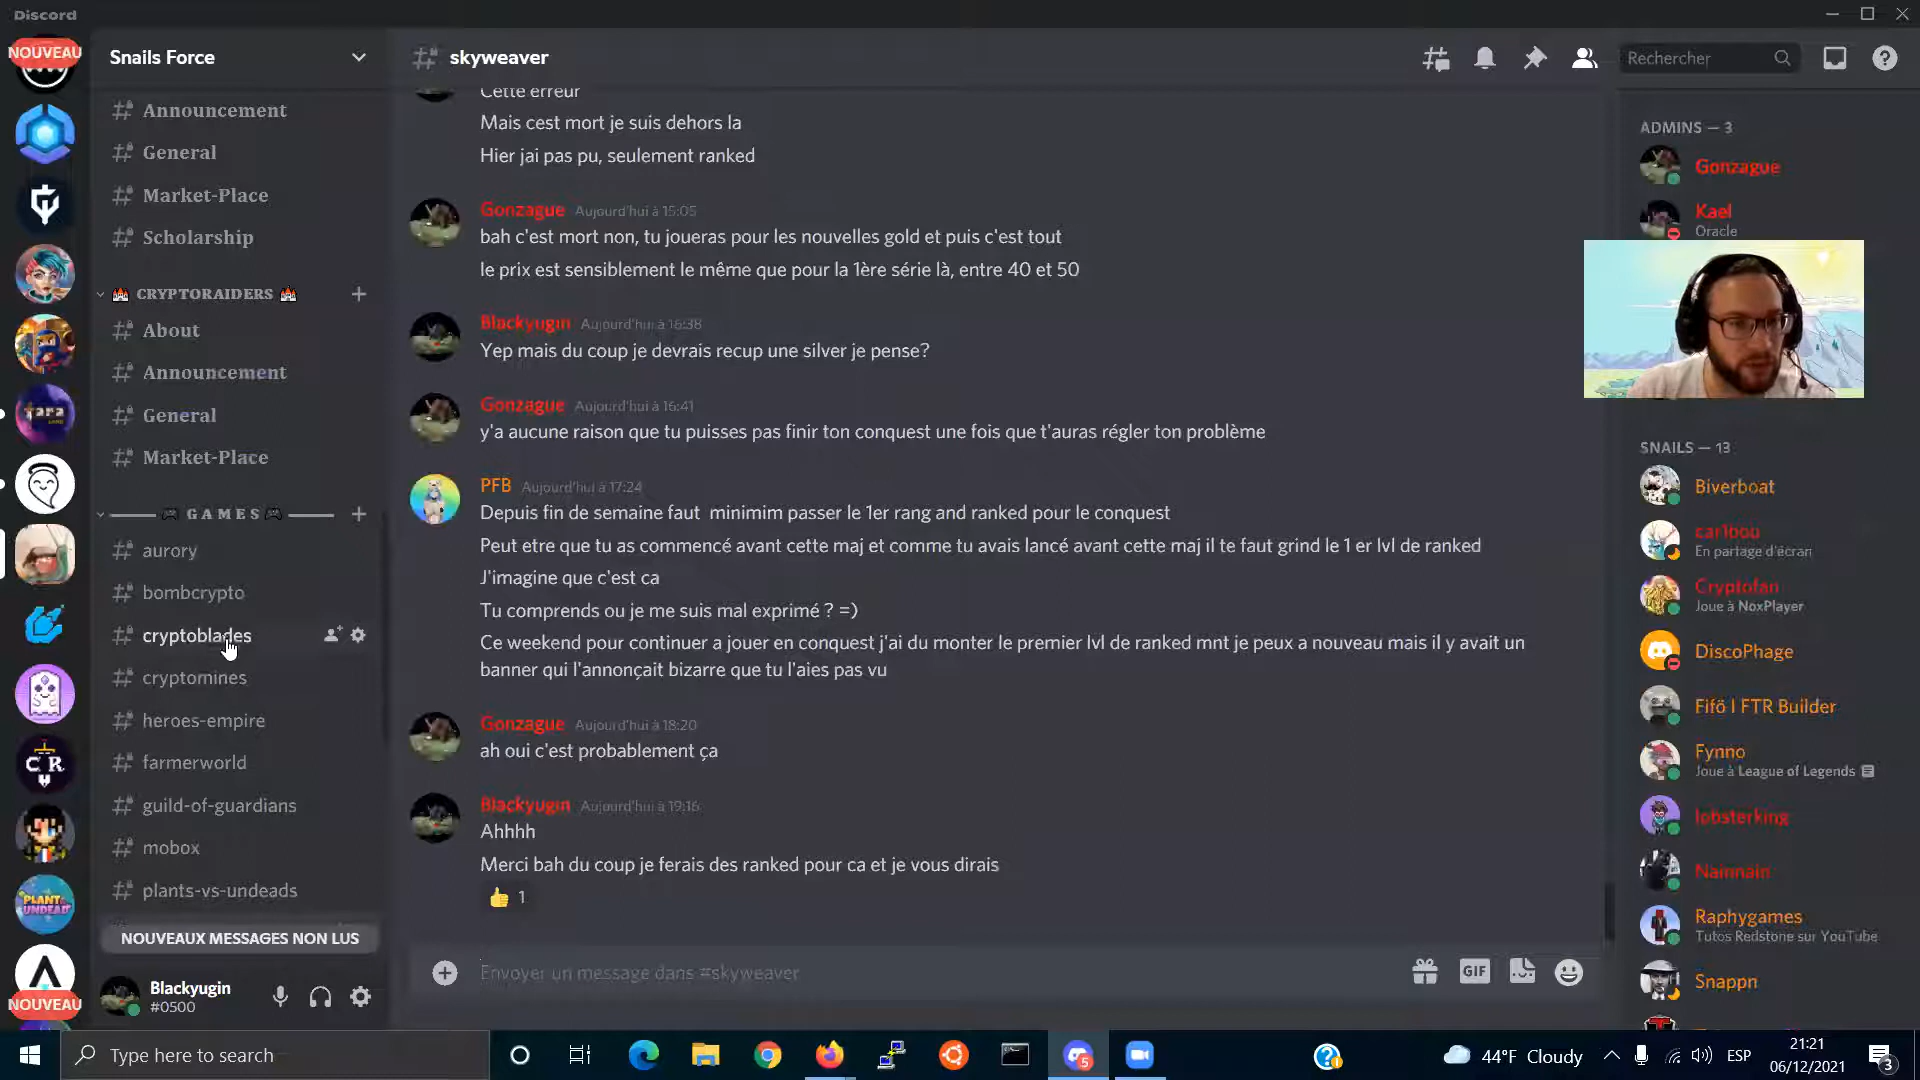 Discord
NOUVEAU
Snails Force
skyweaver
Rechercher
Announcement
General
Market-Place
Scholarship
CRYPTORAIDERS
About
Announcement
General
Market-Place
GAMES
aurory
bombcrypto
cryptoblades
cryptomines
heroes-empire
farmerworld
guild-of-guardians
mobox
plants-vs-undeads
NOUVEAUX MESSAGES NON LUS
Blackyugin
#0500
NOUVEAU
Cette erreur
Mais cest mort je suis dehors la
Hier jai pas pu, seulement ranked
Gonzague Aujourd'hui à 15:05
bah c'est mort non, tu joueras pour les nouvelles gold et puis c'est tout
le prix est sensiblement le même que pour la 1ère série là, entre 40 et 50
Blackyugin Aujourd'hui à 16:38
Yep mais du coup je devrais recup une silver je pense?
Gonzague Aujourd'hui à 16:41
y'a aucune raison que tu puisses pas finir ton conquest une fois que t'auras régler ton problème
PFB Aujourd'hui à 17:24
Depuis fin de semaine faut minimim passer le 1er rang and ranked pour le conquest
Peut etre que tu as commencé avant cette maj et comme tu avais lancé avant cette maj il te faut grind le 1 er lvl de ranked
J'imagine que c'est ca
Tu comprends ou je me suis mal exprimé ? =)
Ce weekend pour continuer a jouer en conquest j'ai du monter le premier lvl de ranked mnt je peux a nouveau mais il y avait un
banner qui l'annonçait bizarre que tu l'aies pas vu
Gonzague Aujourd'hui à 18:20
ah oui c'est probablement ça
Blackyugin Aujourd'hui à 19:16
Ahhhh
Merci bah du coup je ferais des ranked pour ca et je vous dirais
1
Envoyer un message dans #skyweaver
GIF
ADMINS — 3
Gonzague
Kael
Oracle
SNAILS — 13
Biverboat
car1bou
En partage d'écran
Cryptofan
Joue à NoxPlayer
DiscoPhage
Fifö I FTR Builder
Fynno
Joue à League of Legends
lobsterking
Nainnain
Raphygames
Tutos Redstone sur YouTube
Snappn
Type here to search
5
44°F Cloudy
ESP
21:21
06/12/2021
3